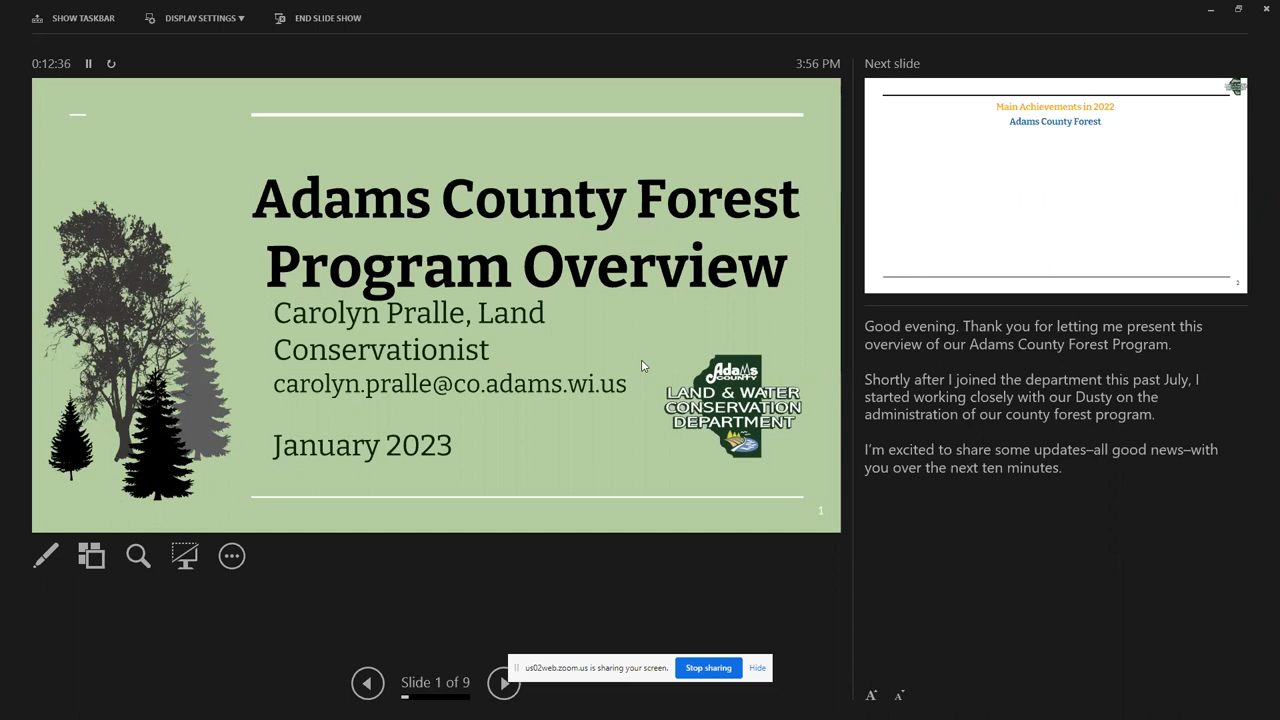 SHOW TASKBAR
DISPLAY SETTINGS ▼
END SLIDE SHOW
0:12:36
3:56 PM
Adams County Forest
Program Overview
Carolyn Pralle, Land
Conservationist
carolyn.pralle@co.adams.wi.us
January 2023
Adams
COUNTY
LAND & WATER
CONSERVATION
DEPARTMENT
1
Next slide
Main Achievements in 2022
Adams County Forest
2
Good evening. Thank you for letting me present this
overview of our Adams County Forest Program.
Shortly after I joined the department this past July, I
started working closely with our Dusty on the
administration of our county forest program.
I'm excited to share some updates–all good news–with
you over the next ten minutes.
us02web.zoom.us is sharing your screen.
Stop sharing
Hide
Slide 1 of 9
A
A